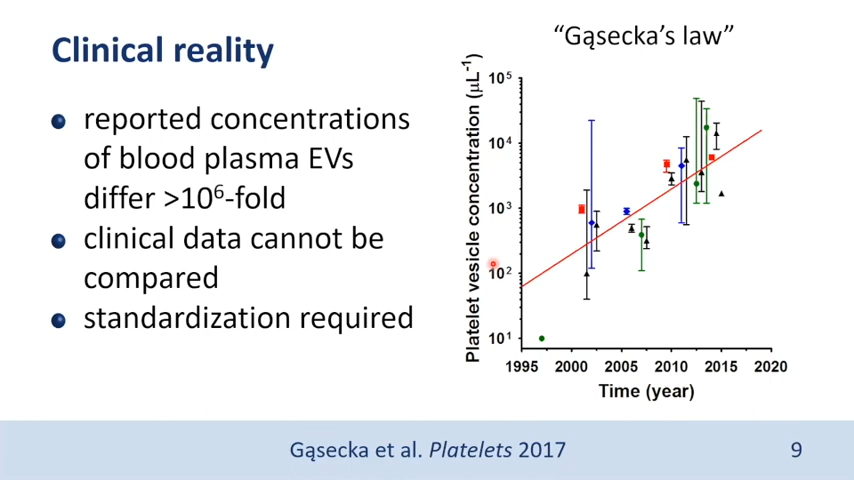 Clinical reality
reported concentrations
of blood plasma EVs
differ >10⁶-fold
clinical data cannot be
compared
standardization required
“Gąsecka’s law”
Platelet vesicle concentration (µL⁻¹)
10⁵
10⁴
10³
10²
10¹
1995 2000 2005 2010 2015 2020
Time (year)
Gąsecka et al. Platelets 2017
9